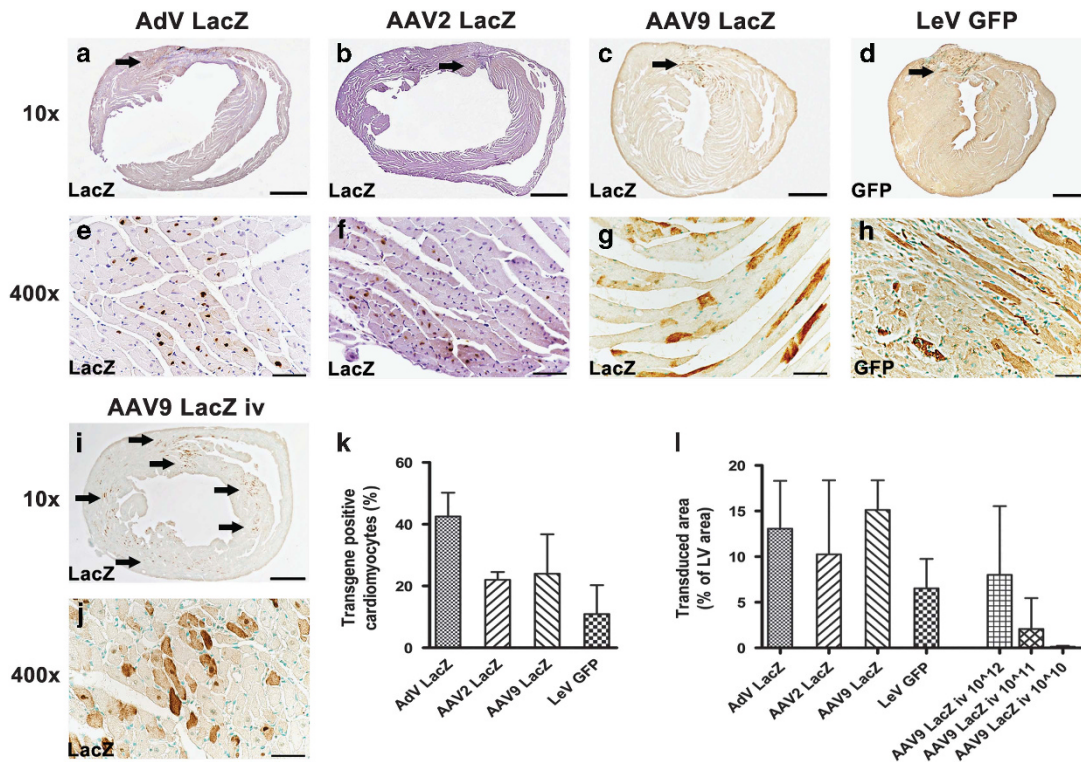 AdV LacZ
AAV2 LacZ
AAV9 LacZ
LeV GFP
10x
a
LacZ
b
LacZ
c
LacZ
d
GFP
400x
e
LacZ
f
LacZ
g
LacZ
h
GFP
AAV9 LacZ iv
10x
i
LacZ
400x
j
LacZ
k
Transgene positive
cardiomyocytes (%)
60
40
20
0
AdV LacZ
AAV2 LacZ
AAV9 LacZ
LeV GFP
l
Transduced area
(% of LV area)
20
15
10
5
0
AdV LacZ
AAV2 LacZ
AAV9 LacZ
LeV GFP
AAV9 LacZ iv 10^12
AAV9 LacZ iv 10^11
AAV9 LacZ iv 10^10